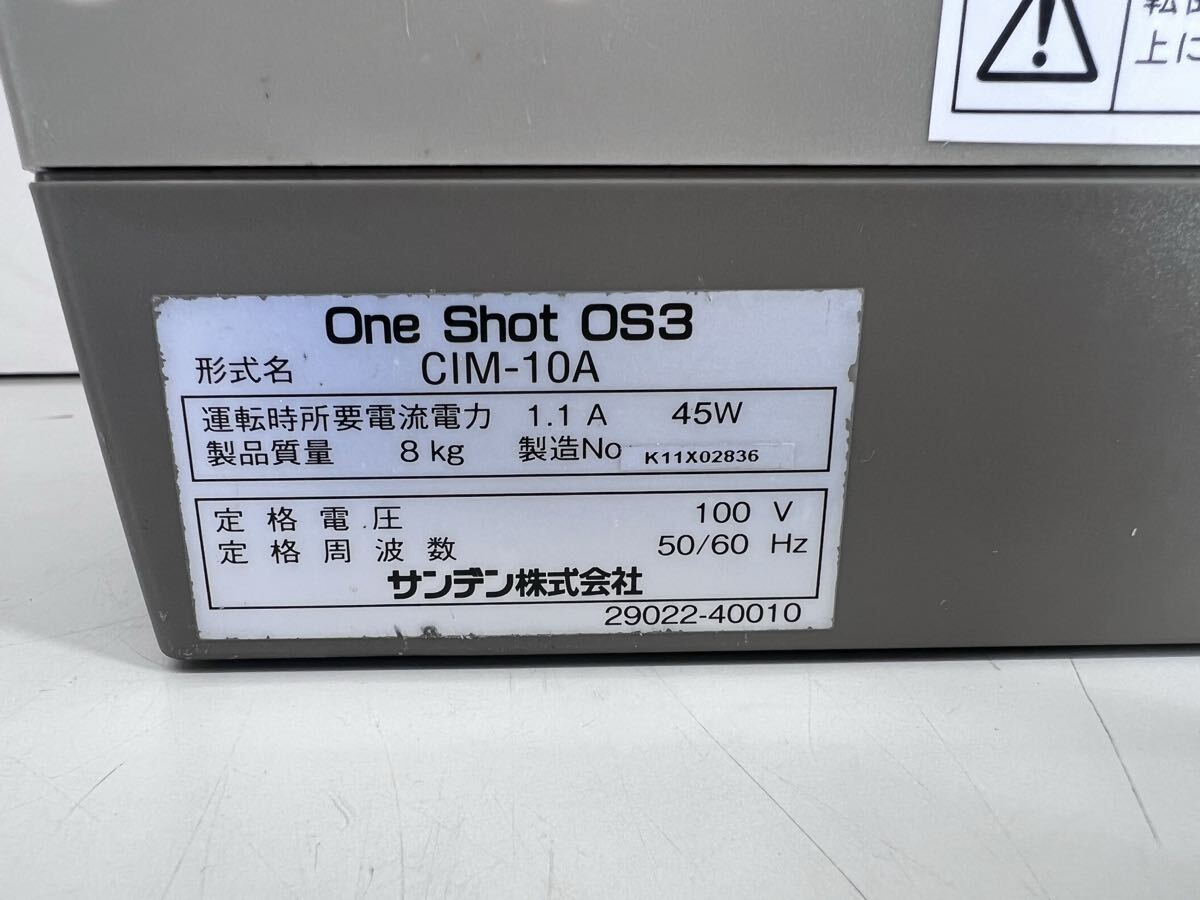 上に
One Shot OS3
形式名 CIM-10A
運転時所要電流電力 1.1 A 45W
製品質量 8 kg 製造No K11X02836
定格電圧 100 V
定格周波数 50/60 Hz
サンデン株式会社
29022-40010